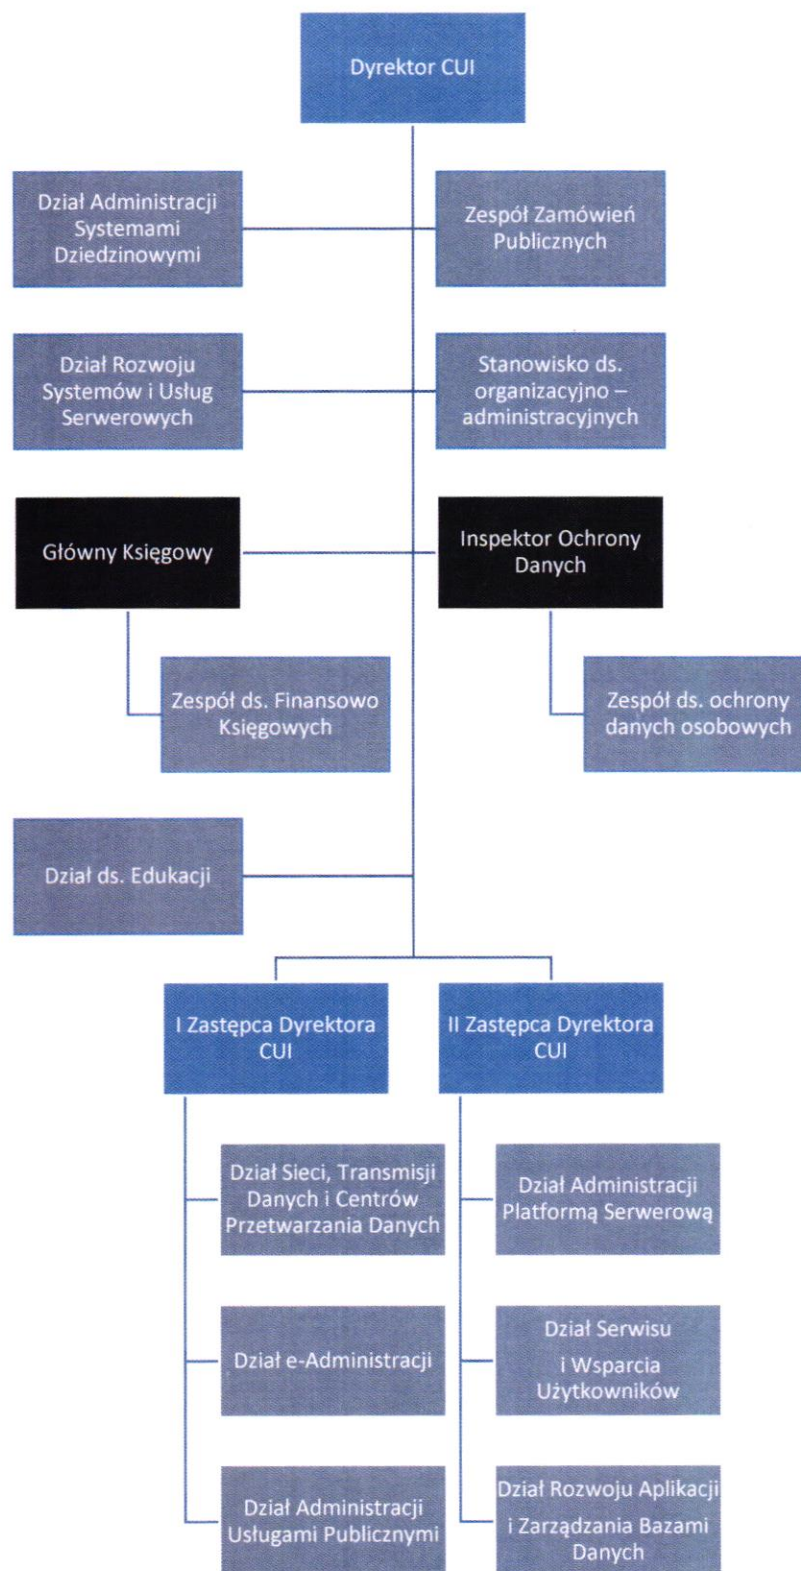 Dyrektor CUI
Dział Administracji
Systemami
Dziedzinowymi
Zespół Zamówień
Publicznych
Dział Rozwoju
Systemów i Usług
Serwerowych
Stanowisko ds.
organizacyjno –
administracyjnych
Główny Księgowy
Inspektor Ochrony
Danych
Zespół ds. Finansowo
Księgowych
Zespół ds. ochrony
danych osobowych
Dział ds. Edukacji
I Zastępca Dyrektora
CUI
II Zastępca Dyrektora
CUI
Dział Sieci, Transmisji
Danych i Centrów
Przetwarzania Danych
Dział Administracji
Platformą Serwerową
Dział e-Administracji
Dział Serwisu
i Wsparcia
Użytkowników
Dział Administracji
Usługami Publicznymi
Dział Rozwoju Aplikacji
i Zarządzania Bazami
Danych